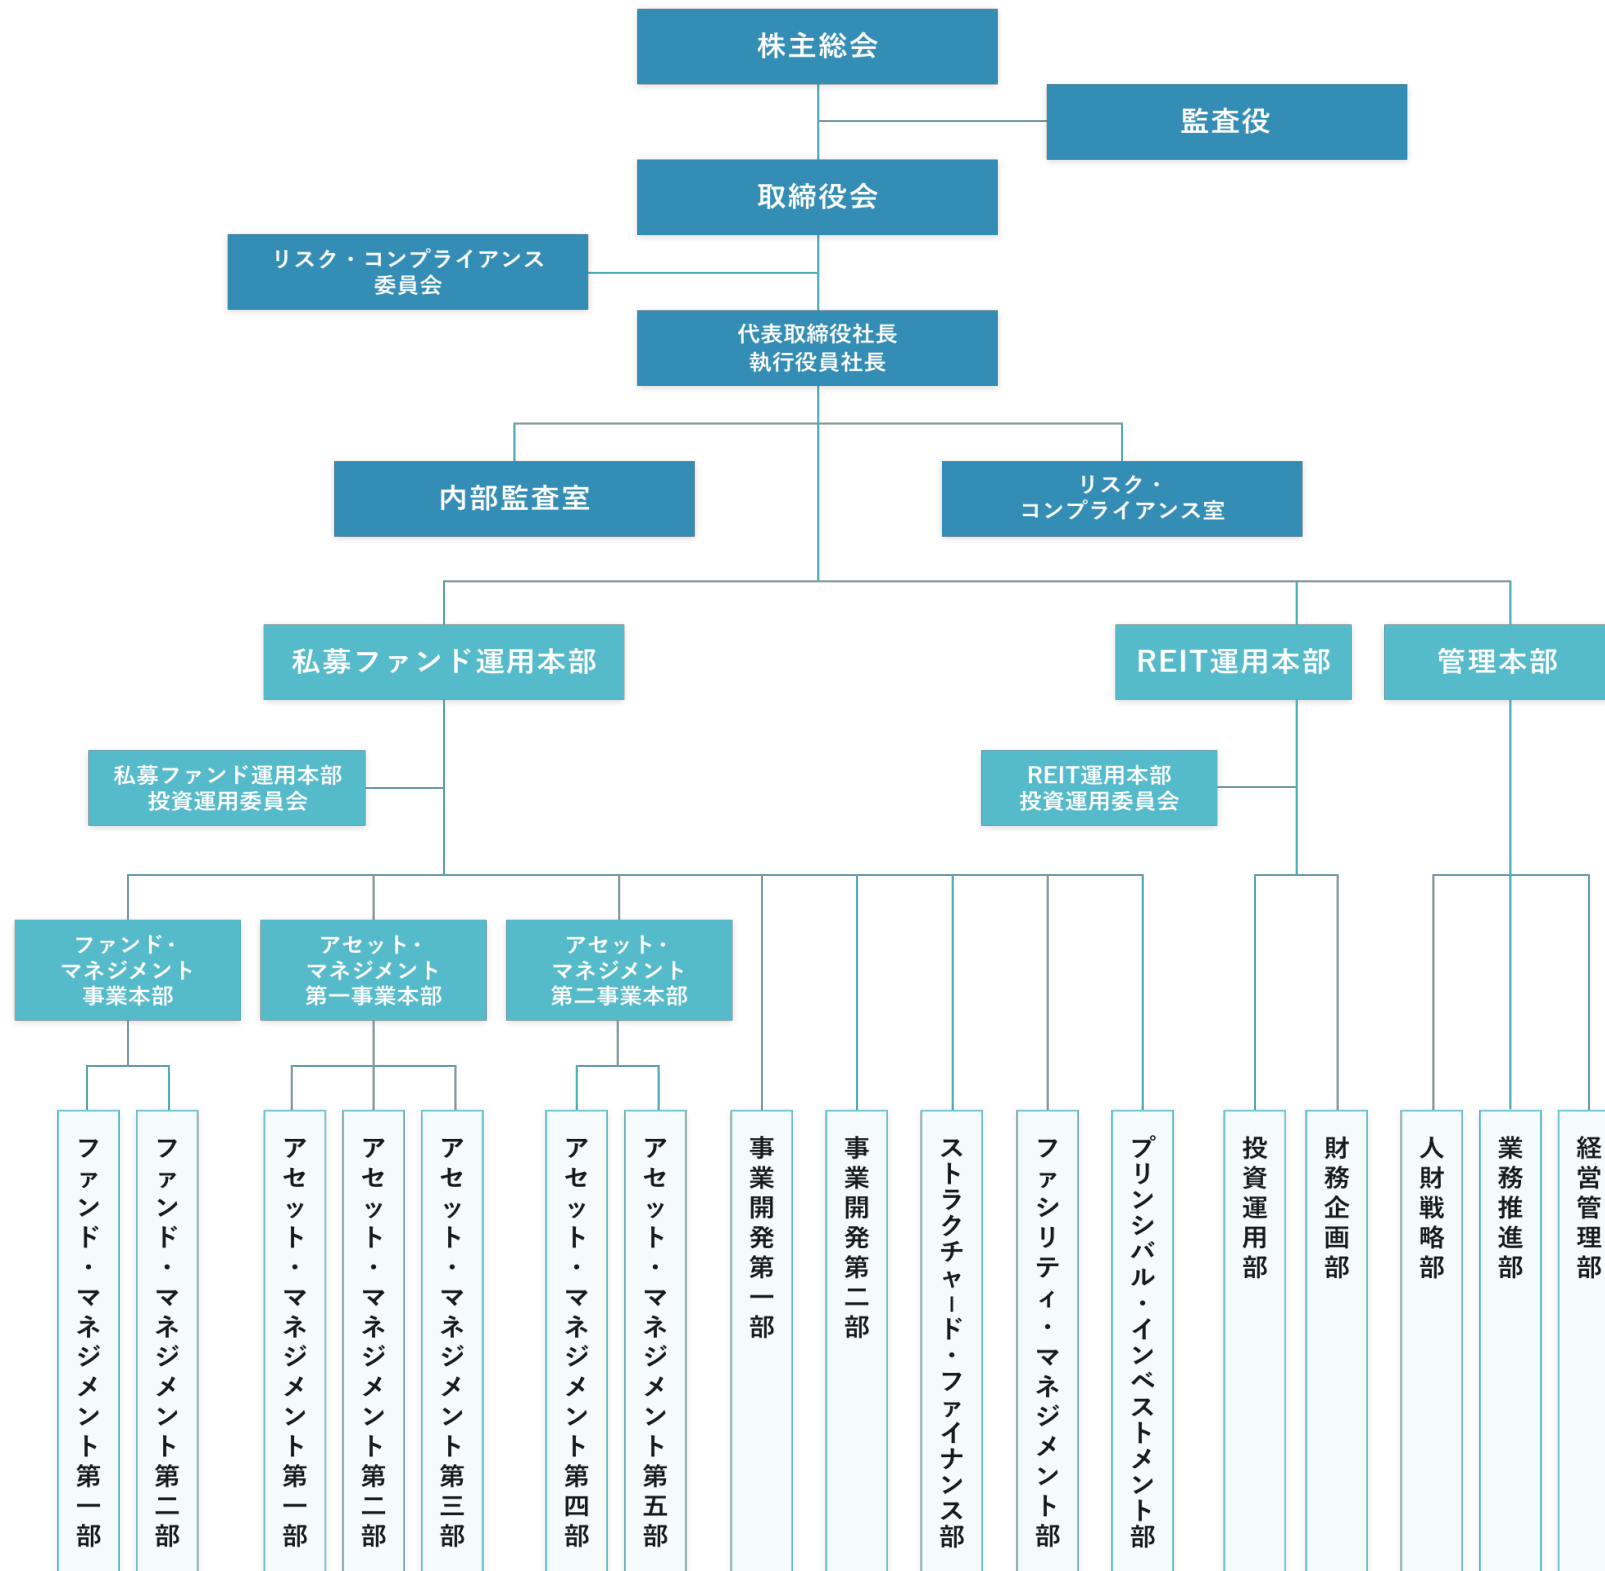 株主総会
監査役
取締役会
リスク・コンプライアンス
委員会
代表取締役社長
執行役員社長
内部監査室
リスク・
コンプライアンス室
私募ファンド運用本部
REIT運用本部
管理本部
私募ファンド運用本部
投資運用委員会
REIT運用本部
投資運用委員会
ファンド・
マネジメント
事業本部
アセット・
マネジメント
第一事業本部
アセット・
マネジメント
第二事業本部
ファンド・マネジメント第一部
ファンド・マネジメント第二部
アセット・マネジメント第一部
アセット・マネジメント第二部
アセット・マネジメント第三部
アセット・マネジメント第四部
アセット・マネジメント第五部
事業開発第一部
事業開発第二部
ストラクチャード・ファイナンス部
ファシリティ・マネジメント部
プリンシパル・インベストメント部
投資運用部
財務企画部
人財戦略部
業務推進部
経営管理部